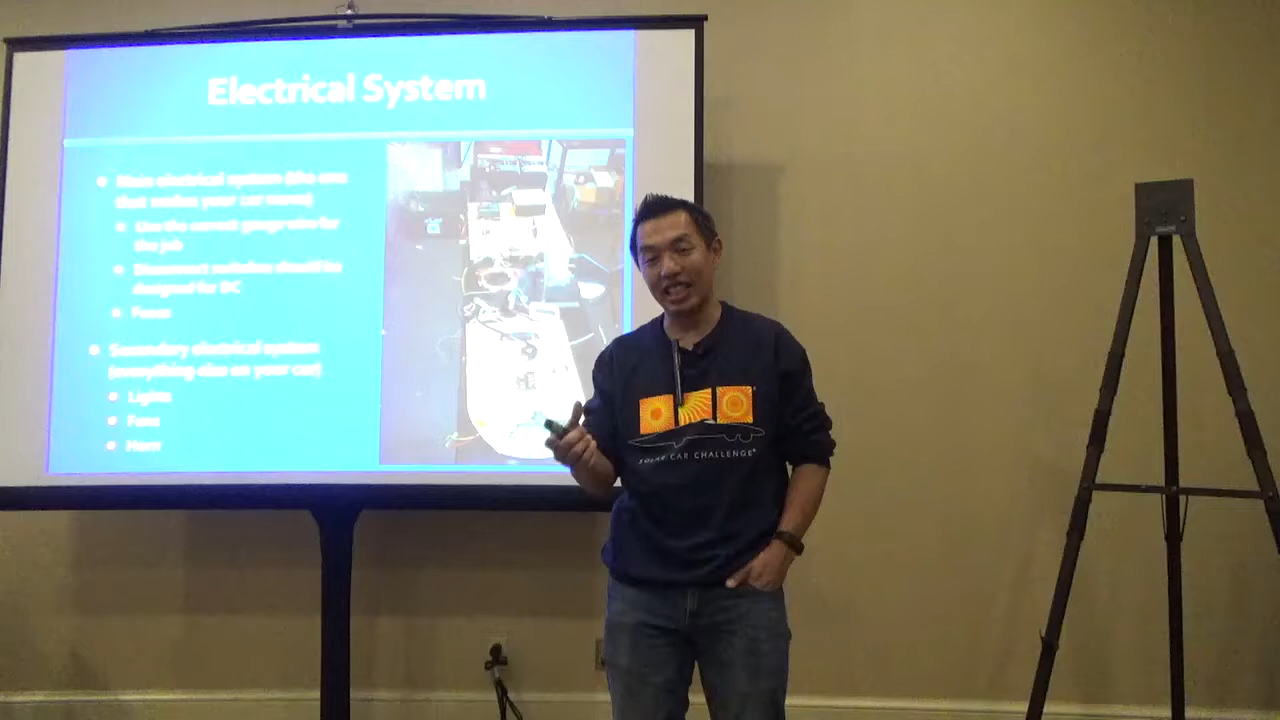 Electrical System
Main electrical system (the one
that makes your car move)
Use the correct gauge wire for
the job
Disconnect switches should be
designed for DC
Fuses
Secondary electrical system
(everything else on your car)
Lights
Fans
Horn
SOLAR CAR CHALLENGE®